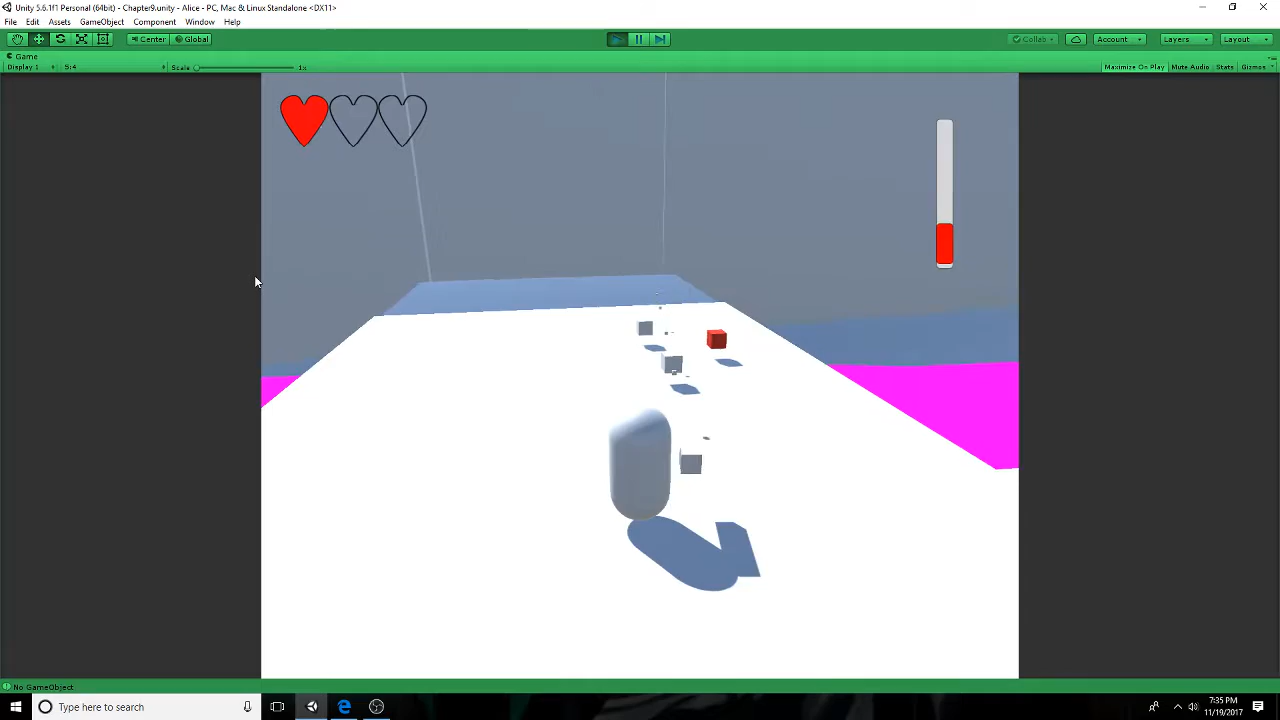 Unity 5.6.1f1 Personal (64bit) - Chapter9.unity - Alice - PC, Mac & Linux Standalone <DX11>
File Edit Assets GameObject Component Window Help
Center Global Collab Account Layers Layout
Game
Display 1 5:4 Scale 1x Maximize On Play Mute Audio Stats Gizmos
No GameObject
Type here to search
7:35 PM
11/19/2017